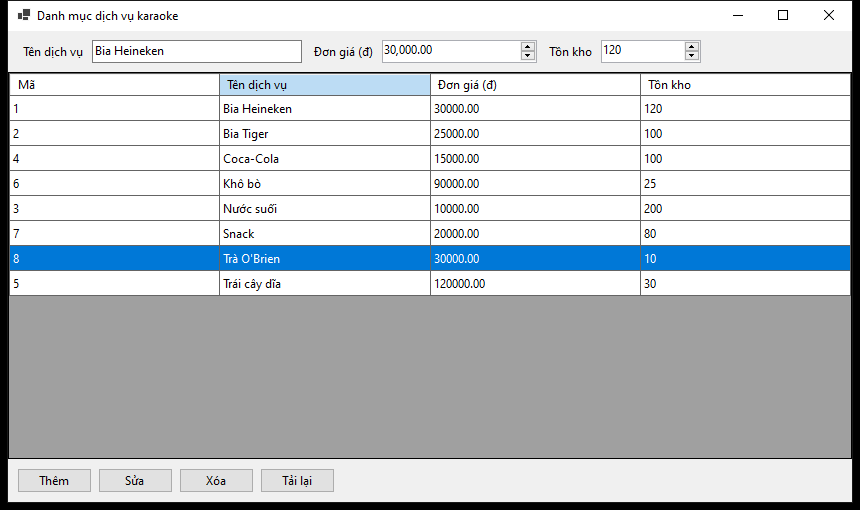 Danh mục dịch vụ karaoke
Tên dịch vụ Bia Heineken Đơn giá (đ) 30,000.00 Tồn kho 120
Mã Tên dịch vụ Đơn giá (đ) Tồn kho
1 Bia Heineken 30000.00 120
2 Bia Tiger 25000.00 100
4 Coca-Cola 15000.00 100
6 Khô bò 90000.00 25
3 Nước suối 10000.00 200
7 Snack 20000.00 80
8 Trà O'Brien 30000.00 10
5 Trái cây dĩa 120000.00 30
Thêm Sửa Xóa Tải lại